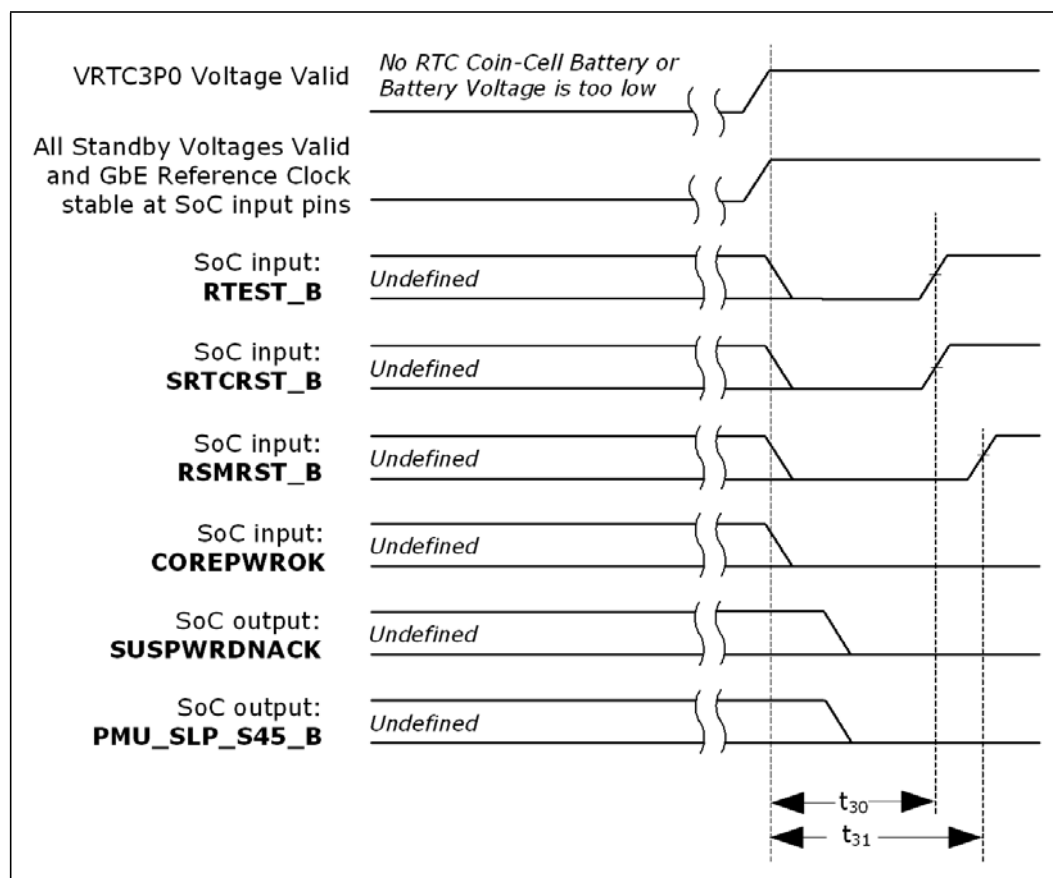 VRTC3P0 Voltage Valid
No RTC Coin-Cell Battery or
Battery Voltage is too low
All Standby Voltages Valid
and GbE Reference Clock
stable at SoC input pins
SoC input:
RTEST_B
Undefined
SoC input:
SRTCRST_B
Undefined
SoC input:
RSMRST_B
Undefined
SoC input:
COREPWROK
Undefined
SoC output:
SUSPWRDNACK
Undefined
SoC output:
PMU_SLP_S45_B
Undefined
t30
t31